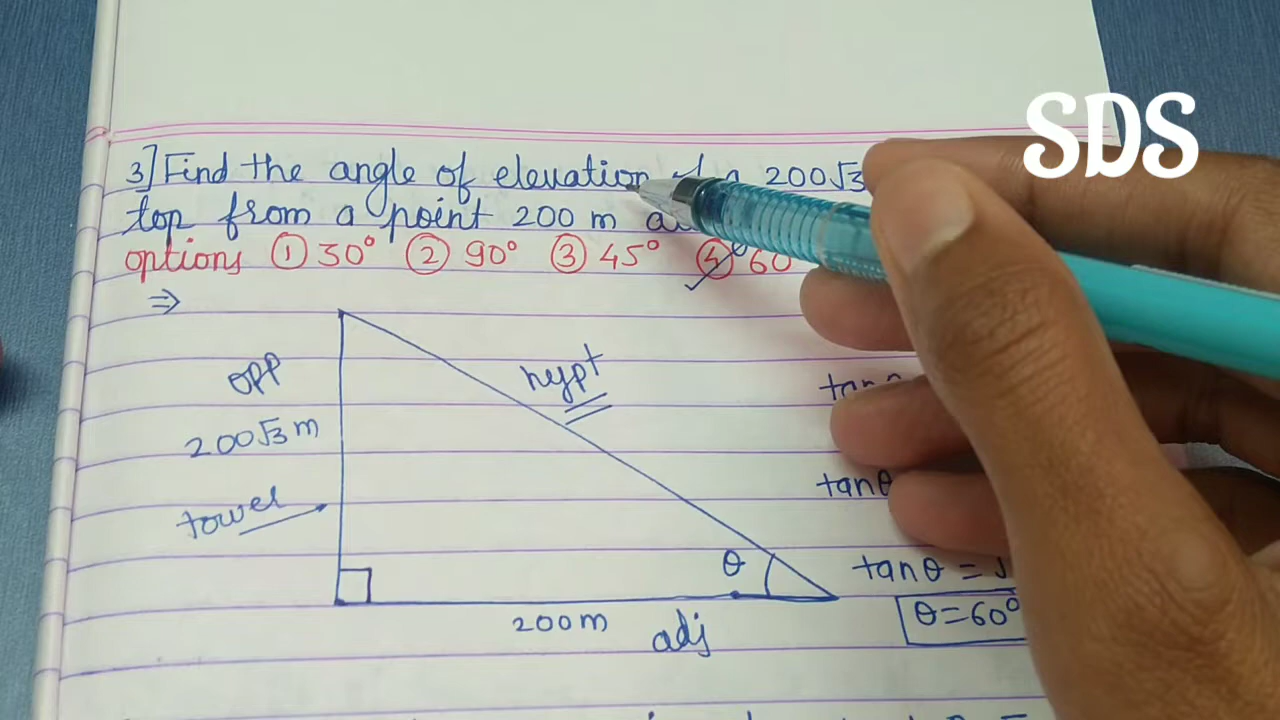 SDS
3] Find the angle of elevation of a 200√3
top from a point 200 m
options ① 30° ② 90° ③ 45° ④ 60
⇒
opp
hypt
200√3 m
tower
θ
200m
adj
tanθ
tanθ =
θ=60°